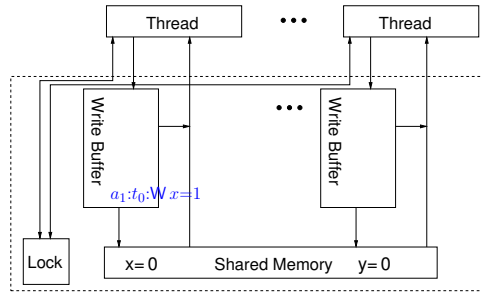 Thread
Thread
Write Buffer
Write Buffer
a₁:t₀:W x=1
Lock
x= 0 Shared Memory y= 0